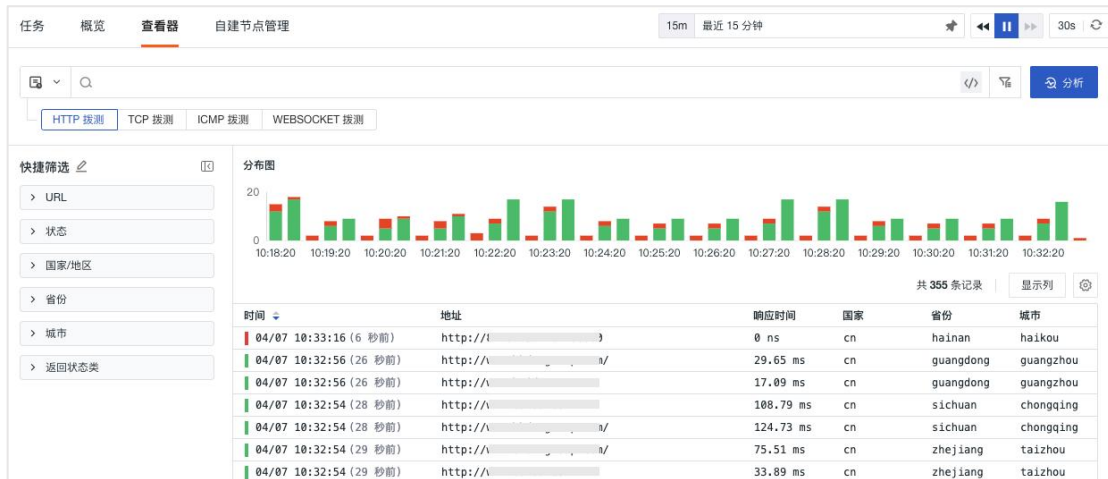 任务 概览 查看器 自建节点管理 15m 最近 15 分钟 30s
</> 分析
HTTP 拨测 TCP 拨测 ICMP 拨测 WEBSOCKET 拨测
快捷筛选
URL
状态
国家/地区
省份
城市
返回状态类
分布图
20
0
10:18:20 10:19:20 10:20:20 10:21:20 10:22:20 10:23:20 10:24:20 10:25:20 10:26:20 10:27:20 10:28:20 10:29:20 10:30:20 10:31:20 10:32:20
共 355 条记录 显示列
时间 地址 响应时间 国家 省份 城市
04/07 10:33:16 (6 秒前) http:// 0 ns cn hainan haikou
04/07 10:32:56 (26 秒前) http:// / 29.65 ms cn guangdong guangzhou
04/07 10:32:56 (26 秒前) http:// 17.09 ms cn guangdong guangzhou
04/07 10:32:54 (28 秒前) http:// 108.79 ms cn sichuan chongqing
04/07 10:32:54 (28 秒前) http:// / 124.73 ms cn sichuan chongqing
04/07 10:32:54 (29 秒前) http:// / 75.51 ms cn zhejiang taizhou
04/07 10:32:54 (29 秒前) http:// 33.89 ms cn zhejiang taizhou